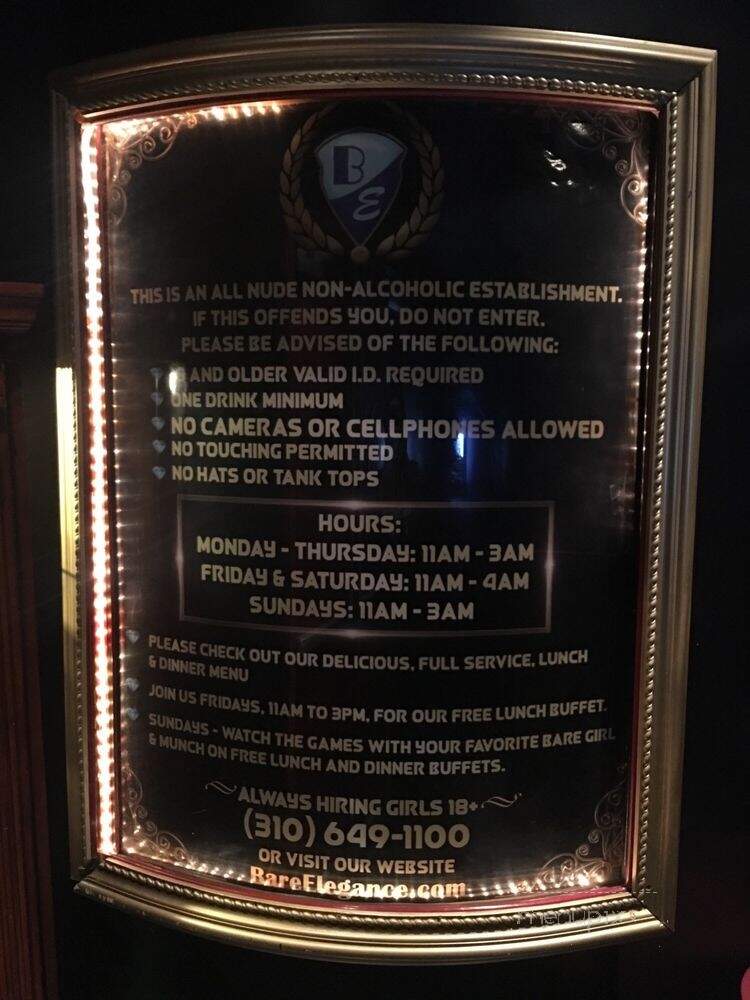 B
E
THIS IS AN ALL NUDE NON-ALCOHOLIC ESTABLISHMENT.
IF THIS OFFENDS YOU, DO NOT ENTER.
PLEASE BE ADVISED OF THE FOLLOWING:
AND OLDER VALID I.D. REQUIRED
ONE DRINK MINIMUM
NO CAMERAS OR CELLPHONES ALLOWED
NO TOUCHING PERMITTED
NO HATS OR TANK TOPS
HOURS:
MONDAY - THURSDAY: 11AM - 3AM
FRIDAY & SATURDAY: 11AM - 4AM
SUNDAYS: 11AM - 3AM
PLEASE CHECK OUT OUR DELICIOUS, FULL SERVICE, LUNCH
& DINNER MENU
JOIN US FRIDAYS, 11AM TO 3PM, FOR OUR FREE LUNCH BUFFET.
SUNDAYS - WATCH THE GAMES WITH YOUR FAVORITE BARE GIRL
& MUNCH ON FREE LUNCH AND DINNER BUFFETS.
~ALWAYS HIRING GIRLS 18+~
(310) 649-1100
OR VISIT OUR WEBSITE
BareElegance.com